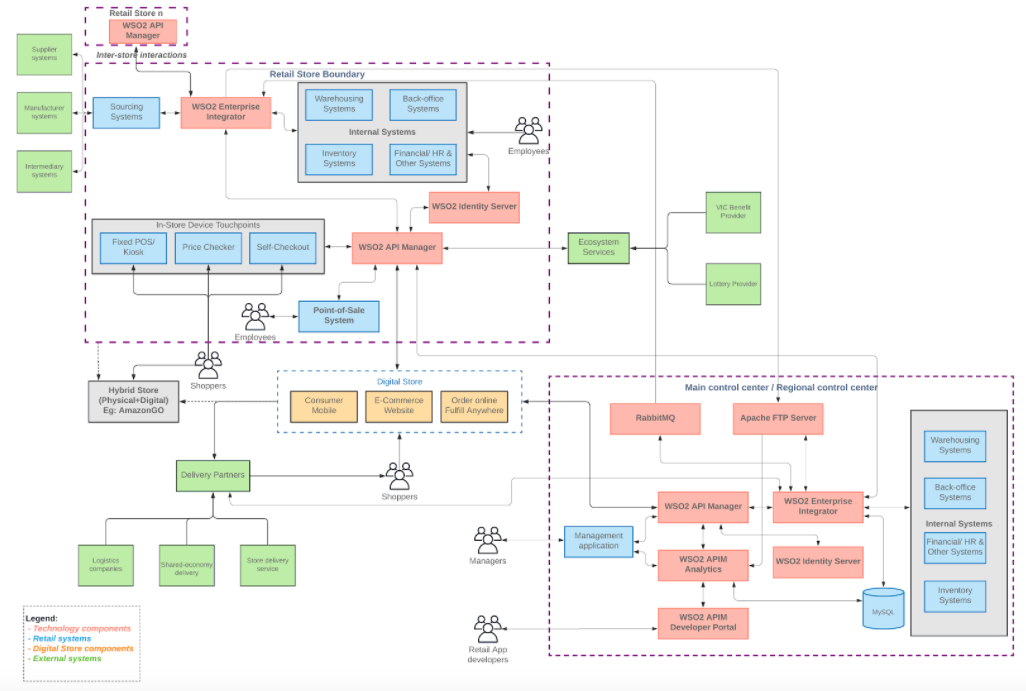 Retail Store n
WSO2 API
Manager
Inter-store interactions
Supplier
systems
Manufacturer
systems
Intermediary
systems
Retail Store Boundary
Sourcing
Systems
WSO2 Enterprise
Integrator
Warehousing
Systems
Back-office
Systems
Internal Systems
Inventory
Systems
Financial/ HR &
Other Systems
Employees
WSO2 Identity Server
In-Store Device Touchpoints
Fixed POS/
Kiosk
Price Checker
Self-Checkout
WSO2 API Manager
Ecosystem
Services
VIC Benefit
Provider
Lottery Provider
Point-of-Sale
System
Employees
Shoppers
Hybrid Store
(Physical+Digital)
Eg: AmazonGO
Digital Store
Consumer
Mobile
E-Commerce
Website
Order online
Fulfill Anywhere
Delivery Partners
Shoppers
Logistics
companies
Shared-economy
delivery
Store delivery
service
Main control center / Regional control center
RabbitMQ
Apache FTP Server
WSO2 API Manager
WSO2 Enterprise
Integrator
Management
application
Managers
WSO2 APIM
Analytics
WSO2 Identity Server
WSO2 APIM
Developer Portal
Retail App
developers
MySQL
Warehousing
Systems
Back-office
Systems
Internal Systems
Financial/ HR &
Other Systems
Inventory
Systems
Legend:
- Technology components
- Retail systems
- Digital Store components
- External systems